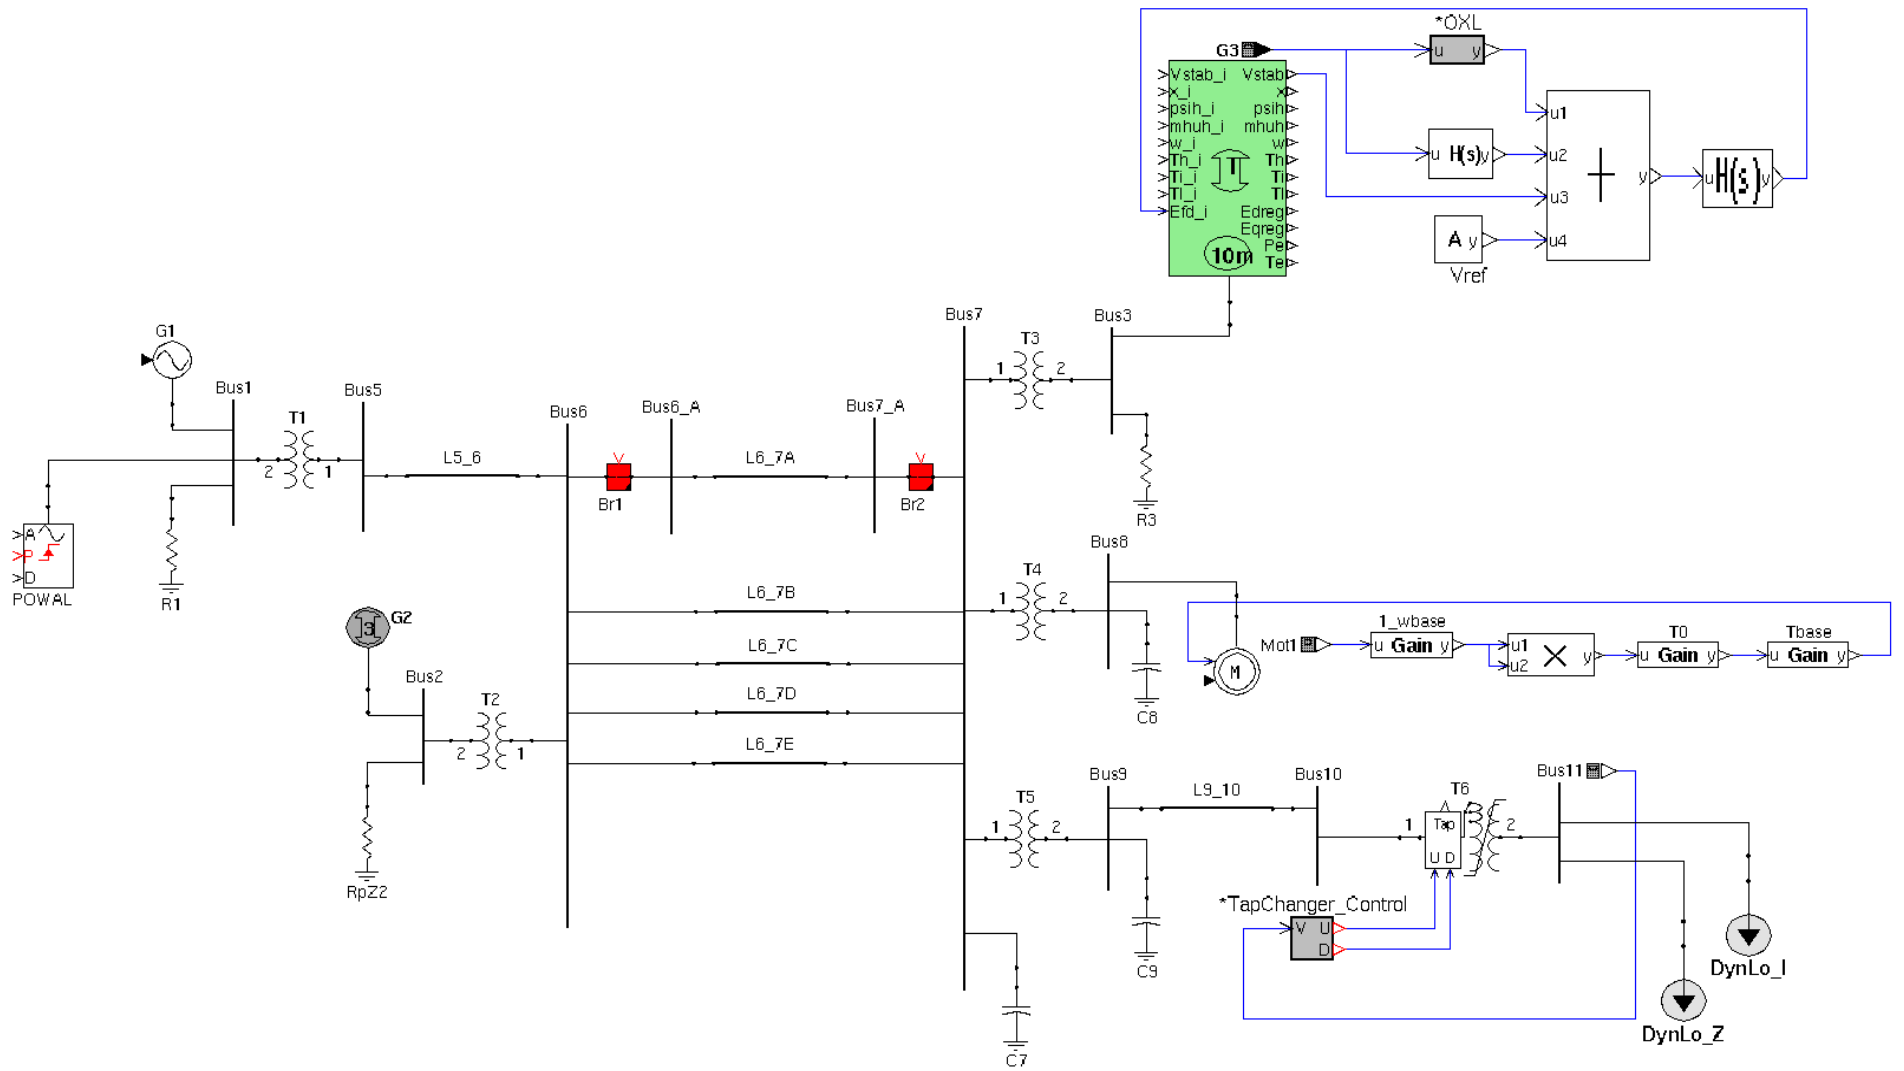 *OXL
G3
u y
Vstab_i Vstab
x_i x
psih_i psih
mhuh_i mhuh
w_i w
Th_i Th
Ti_i Ti
Tl_i Tl
Efd_i Edreg
Eqreg
Pe
10m Te
u H(s) y
u1
u2
u3
u4
y
u H(s) y
A y
Vref
Bus7
Bus3
T3
1 2
R3
G1
Bus1
T1
2 1
Bus5
L5_6
Bus6
Bus6_A
L6_7A
Bus7_A
Br1
Br2
A
P
D
POWAL
R1
3 G2
Bus2
T2
2 1
RpZ2
L6_7B
L6_7C
L6_7D
L6_7E
Bus8
T4
1 2
C8
M
Mot1
1_wbase
u Gain y
u1
u2
y
T0
u Gain y
Tbase
u Gain y
Bus9
T5
1 2
C9
C7
L9_10
Bus10
T6
1 2
Tap
U D
Bus11
*TapChanger_Control
V U
D
DynLo_I
DynLo_Z